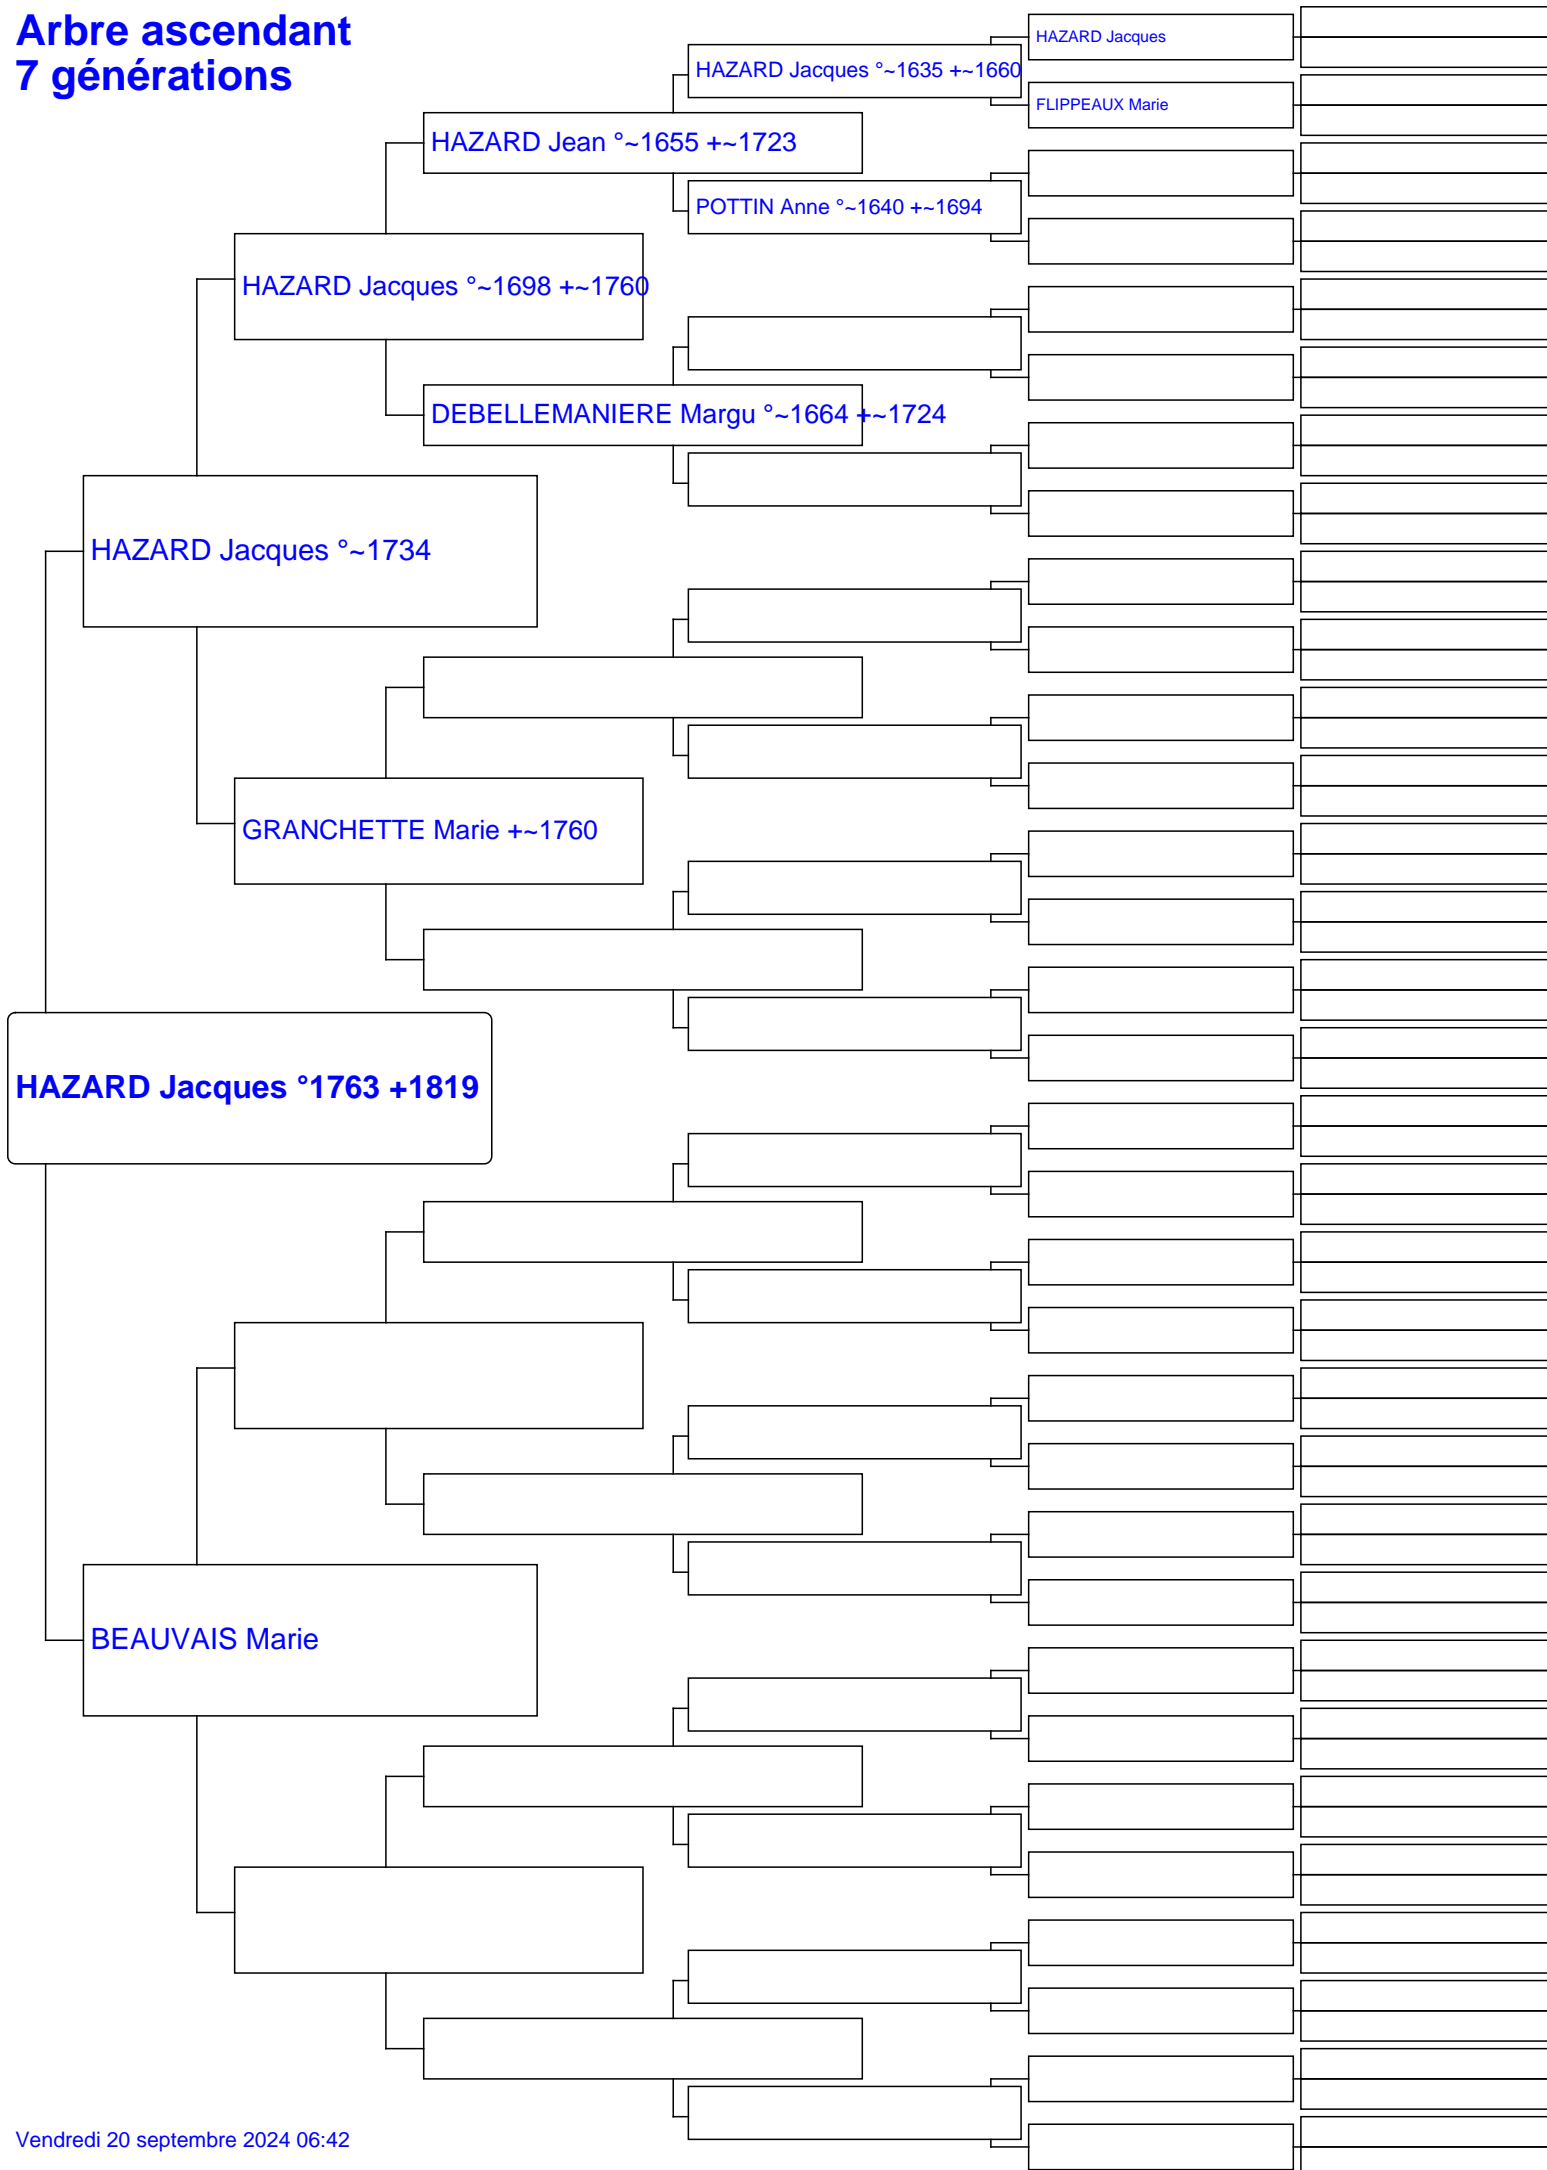 Arbre ascendant
7 générations
HAZARD Jacques
HAZARD Jacques °~1635 +~1660
FLIPPEAUX Marie
HAZARD Jean °~1655 +~1723
POTTIN Anne °~1640 +~1694
HAZARD Jacques °~1698 +~1760
DEBELLEMANIERE Margu °~1664 +~1724
HAZARD Jacques °~1734
GRANCHETTE Marie +~1760
HAZARD Jacques °1763 +1819
BEAUVAIS Marie
Vendredi 20 septembre 2024 06:42